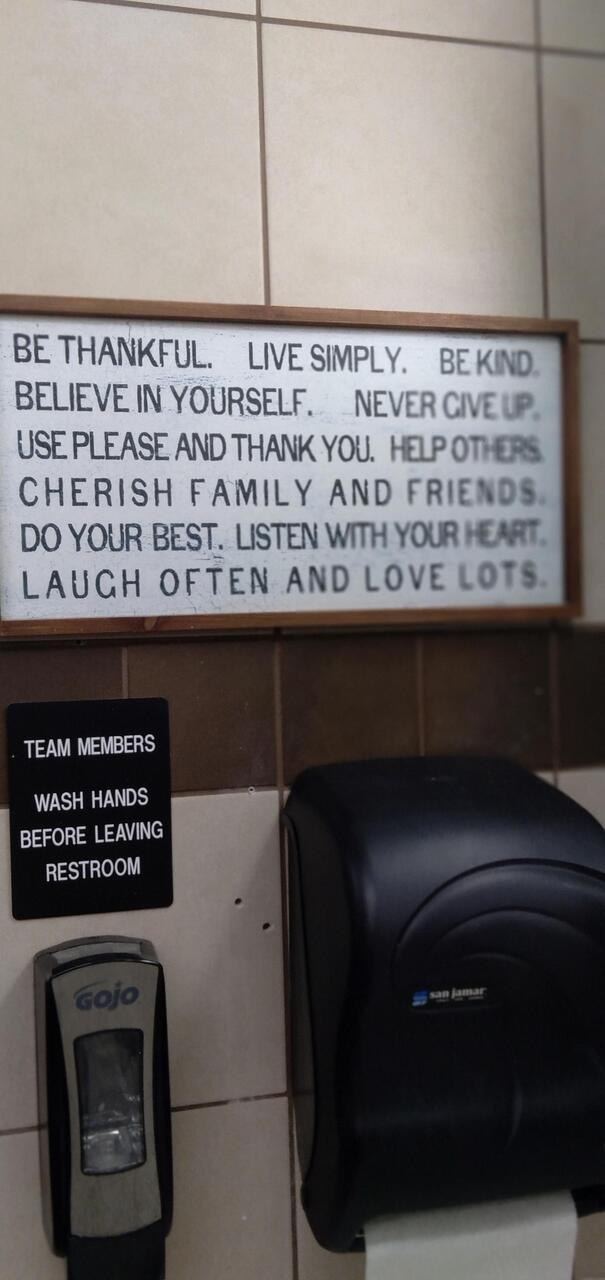 BE THANKFUL. LIVE SIMPLY. BE KIND.
BELIEVE IN YOURSELF. NEVER GIVE UP.
USE PLEASE AND THANK YOU. HELP OTHERS.
CHERISH FAMILY AND FRIENDS.
DO YOUR BEST. LISTEN WITH YOUR HEART.
LAUGH OFTEN AND LOVE LOTS.
TEAM MEMBERS
WASH HANDS
BEFORE LEAVING
RESTROOM
GOJO
san jamar